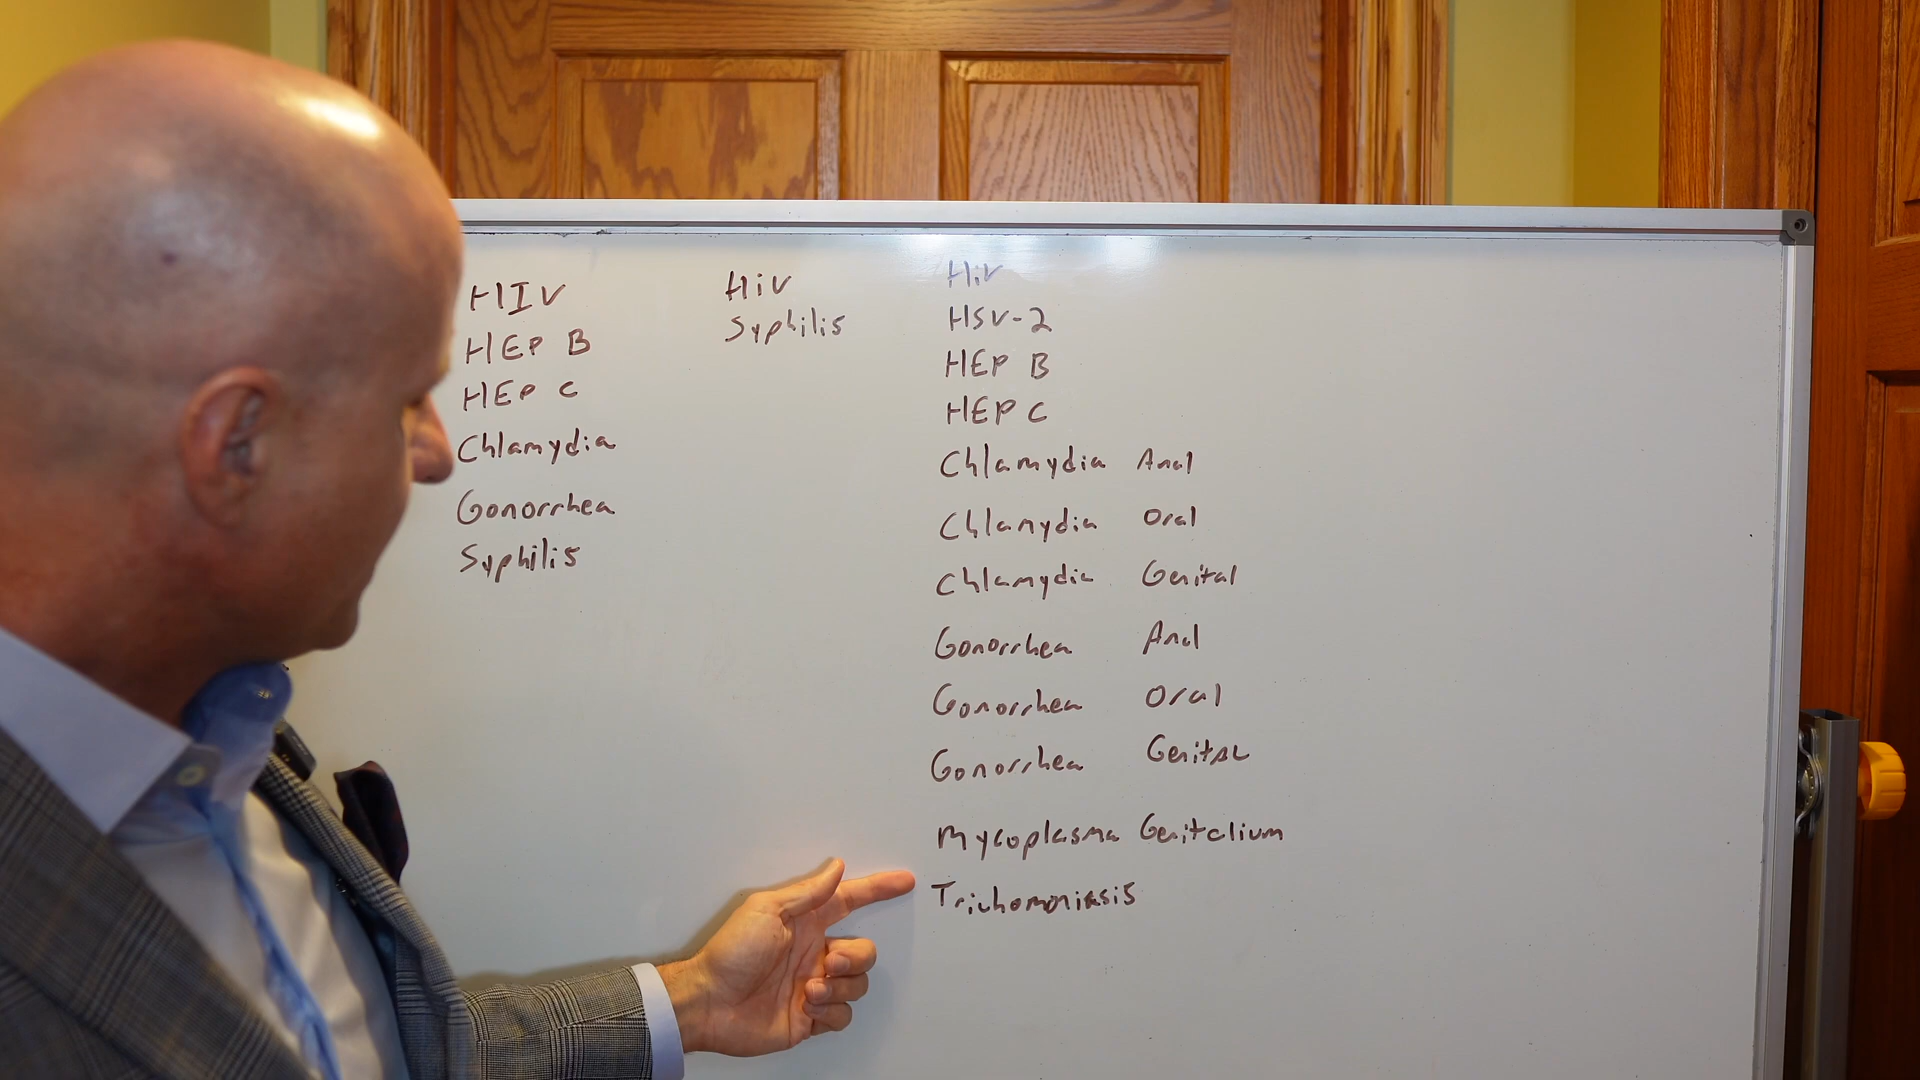 HIV
HEP B
HEP C
Chlamydia
Gonorrhea
Syphilis
Hiv
Syphilis
Hiv
HSV-2
HEP B
HEP C
Chlamydia Anal
Chlamydia Oral
Chlamydia Genital
Gonorrhea Anal
Gonorrhea Oral
Gonorrhea Genital
Mycoplasma Genitalium
Trichomoniasis